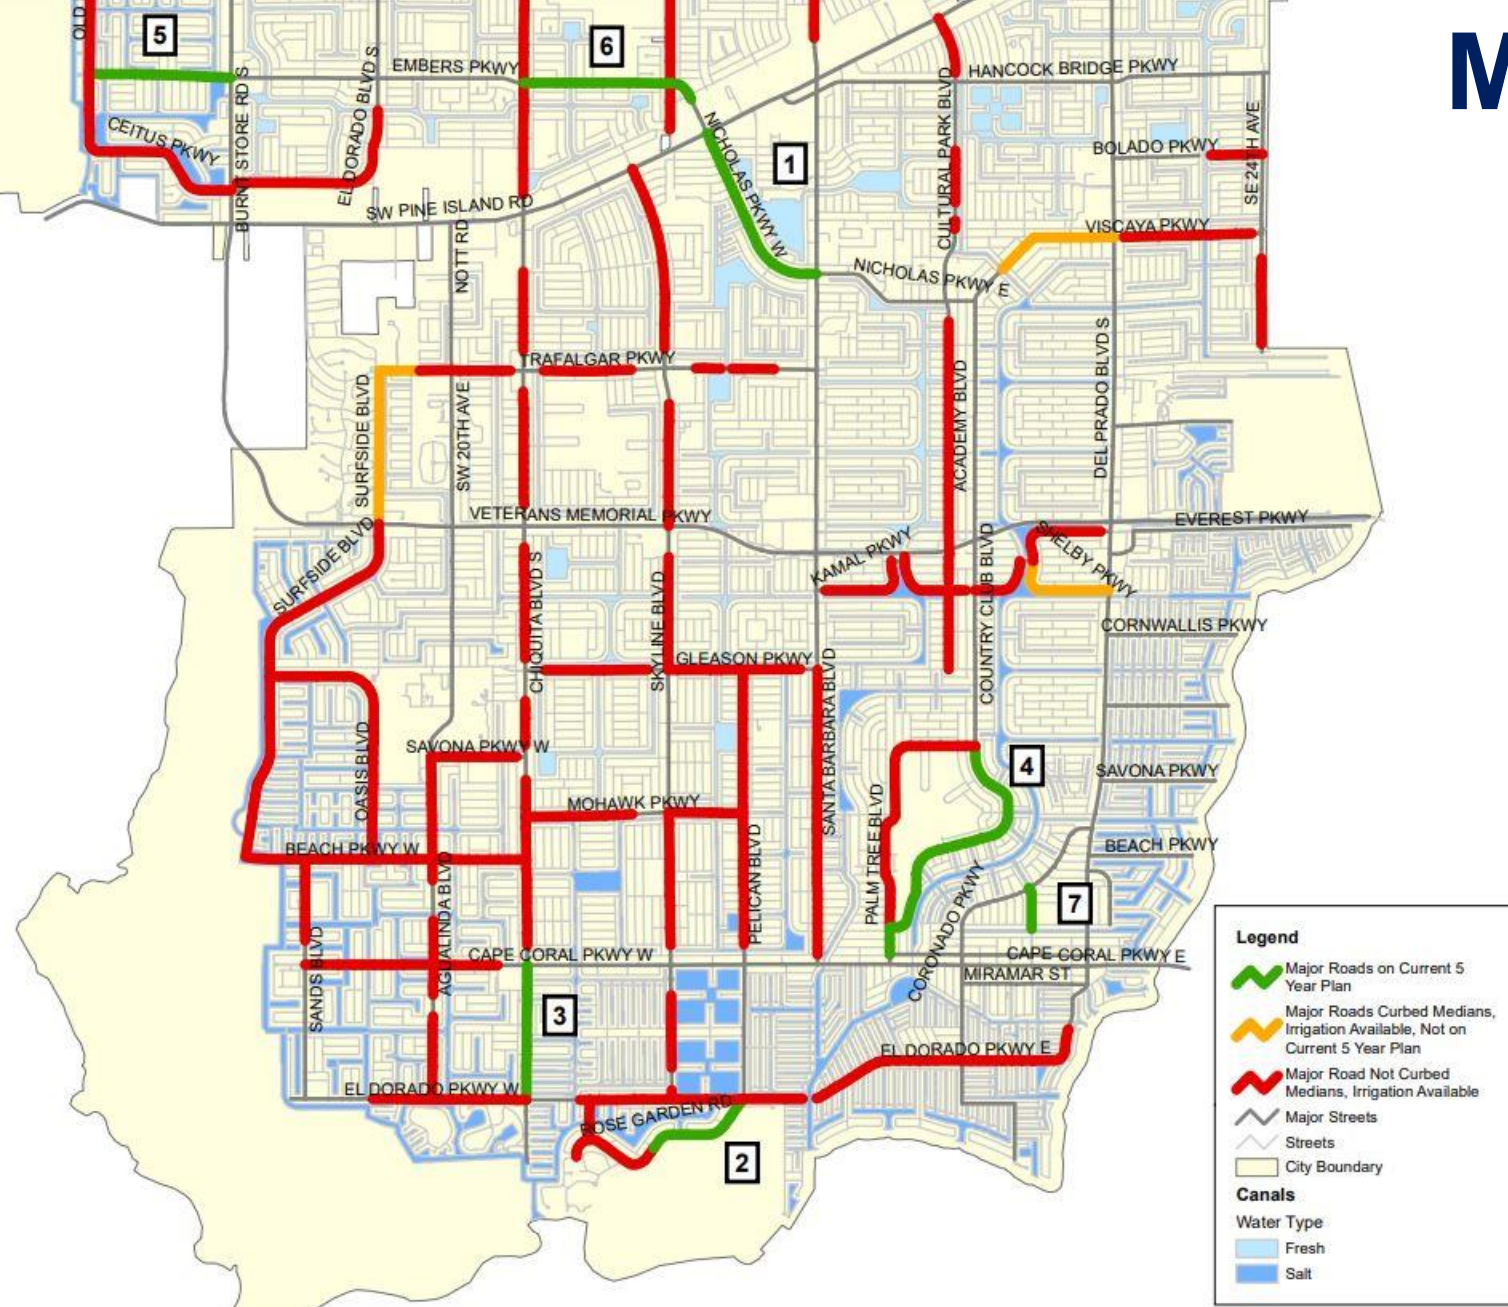 M
OLD
5
6
EMBERS PKWY
HANCOCK BRIDGE PKWY
ELDORADO BLVD S
BURNT STORE RD S
CEITUS PKWY
NICHOLAS PKWY W
1
CULTURAL PARK BLVD
BOLADO PKWY
SE 24TH AVE
SW PINE ISLAND RD
NOTT RD
VISCAYA PKWY
NICHOLAS PKWY E
TRAFALGAR PKWY
SURFSIDE BLVD
SW 20TH AVE
ACADEMY BLVD
DEL PRADO BLVD S
VETERANS MEMORIAL PKWY
EVEREST PKWY
SURFSIDE BLVD
KAMAL PKWY
SHELBY PKWY
CHIQUITA BLVD S
SKYLINE BLVD
COUNTRY CLUB BLVD
CORNWALLIS PKWY
GLEASON PKWY
SANTA BARBARA BLVD
OASIS BLVD
SAVONA PKWY W
4
SAVONA PKWY
MOHAWK PKWY
PALM TREE BLVD
BEACH PKWY W
PELICAN BLVD
BEACH PKWY
AGUALINDA BLVD
CORONADO PKWY
7
SANDS BLVD
CAPE CORAL PKWY W
CAPE CORAL PKWY E
MIRAMAR ST
3
EL DORADO PKWY E
EL DORADO PKWY W
ROSE GARDEN RD
2
Legend
Major Roads on Current 5
Year Plan
Major Roads Curbed Medians,
Irrigation Available, Not on
Current 5 Year Plan
Major Road Not Curbed
Medians, Irrigation Available
Major Streets
Streets
City Boundary
Canals
Water Type
Fresh
Salt